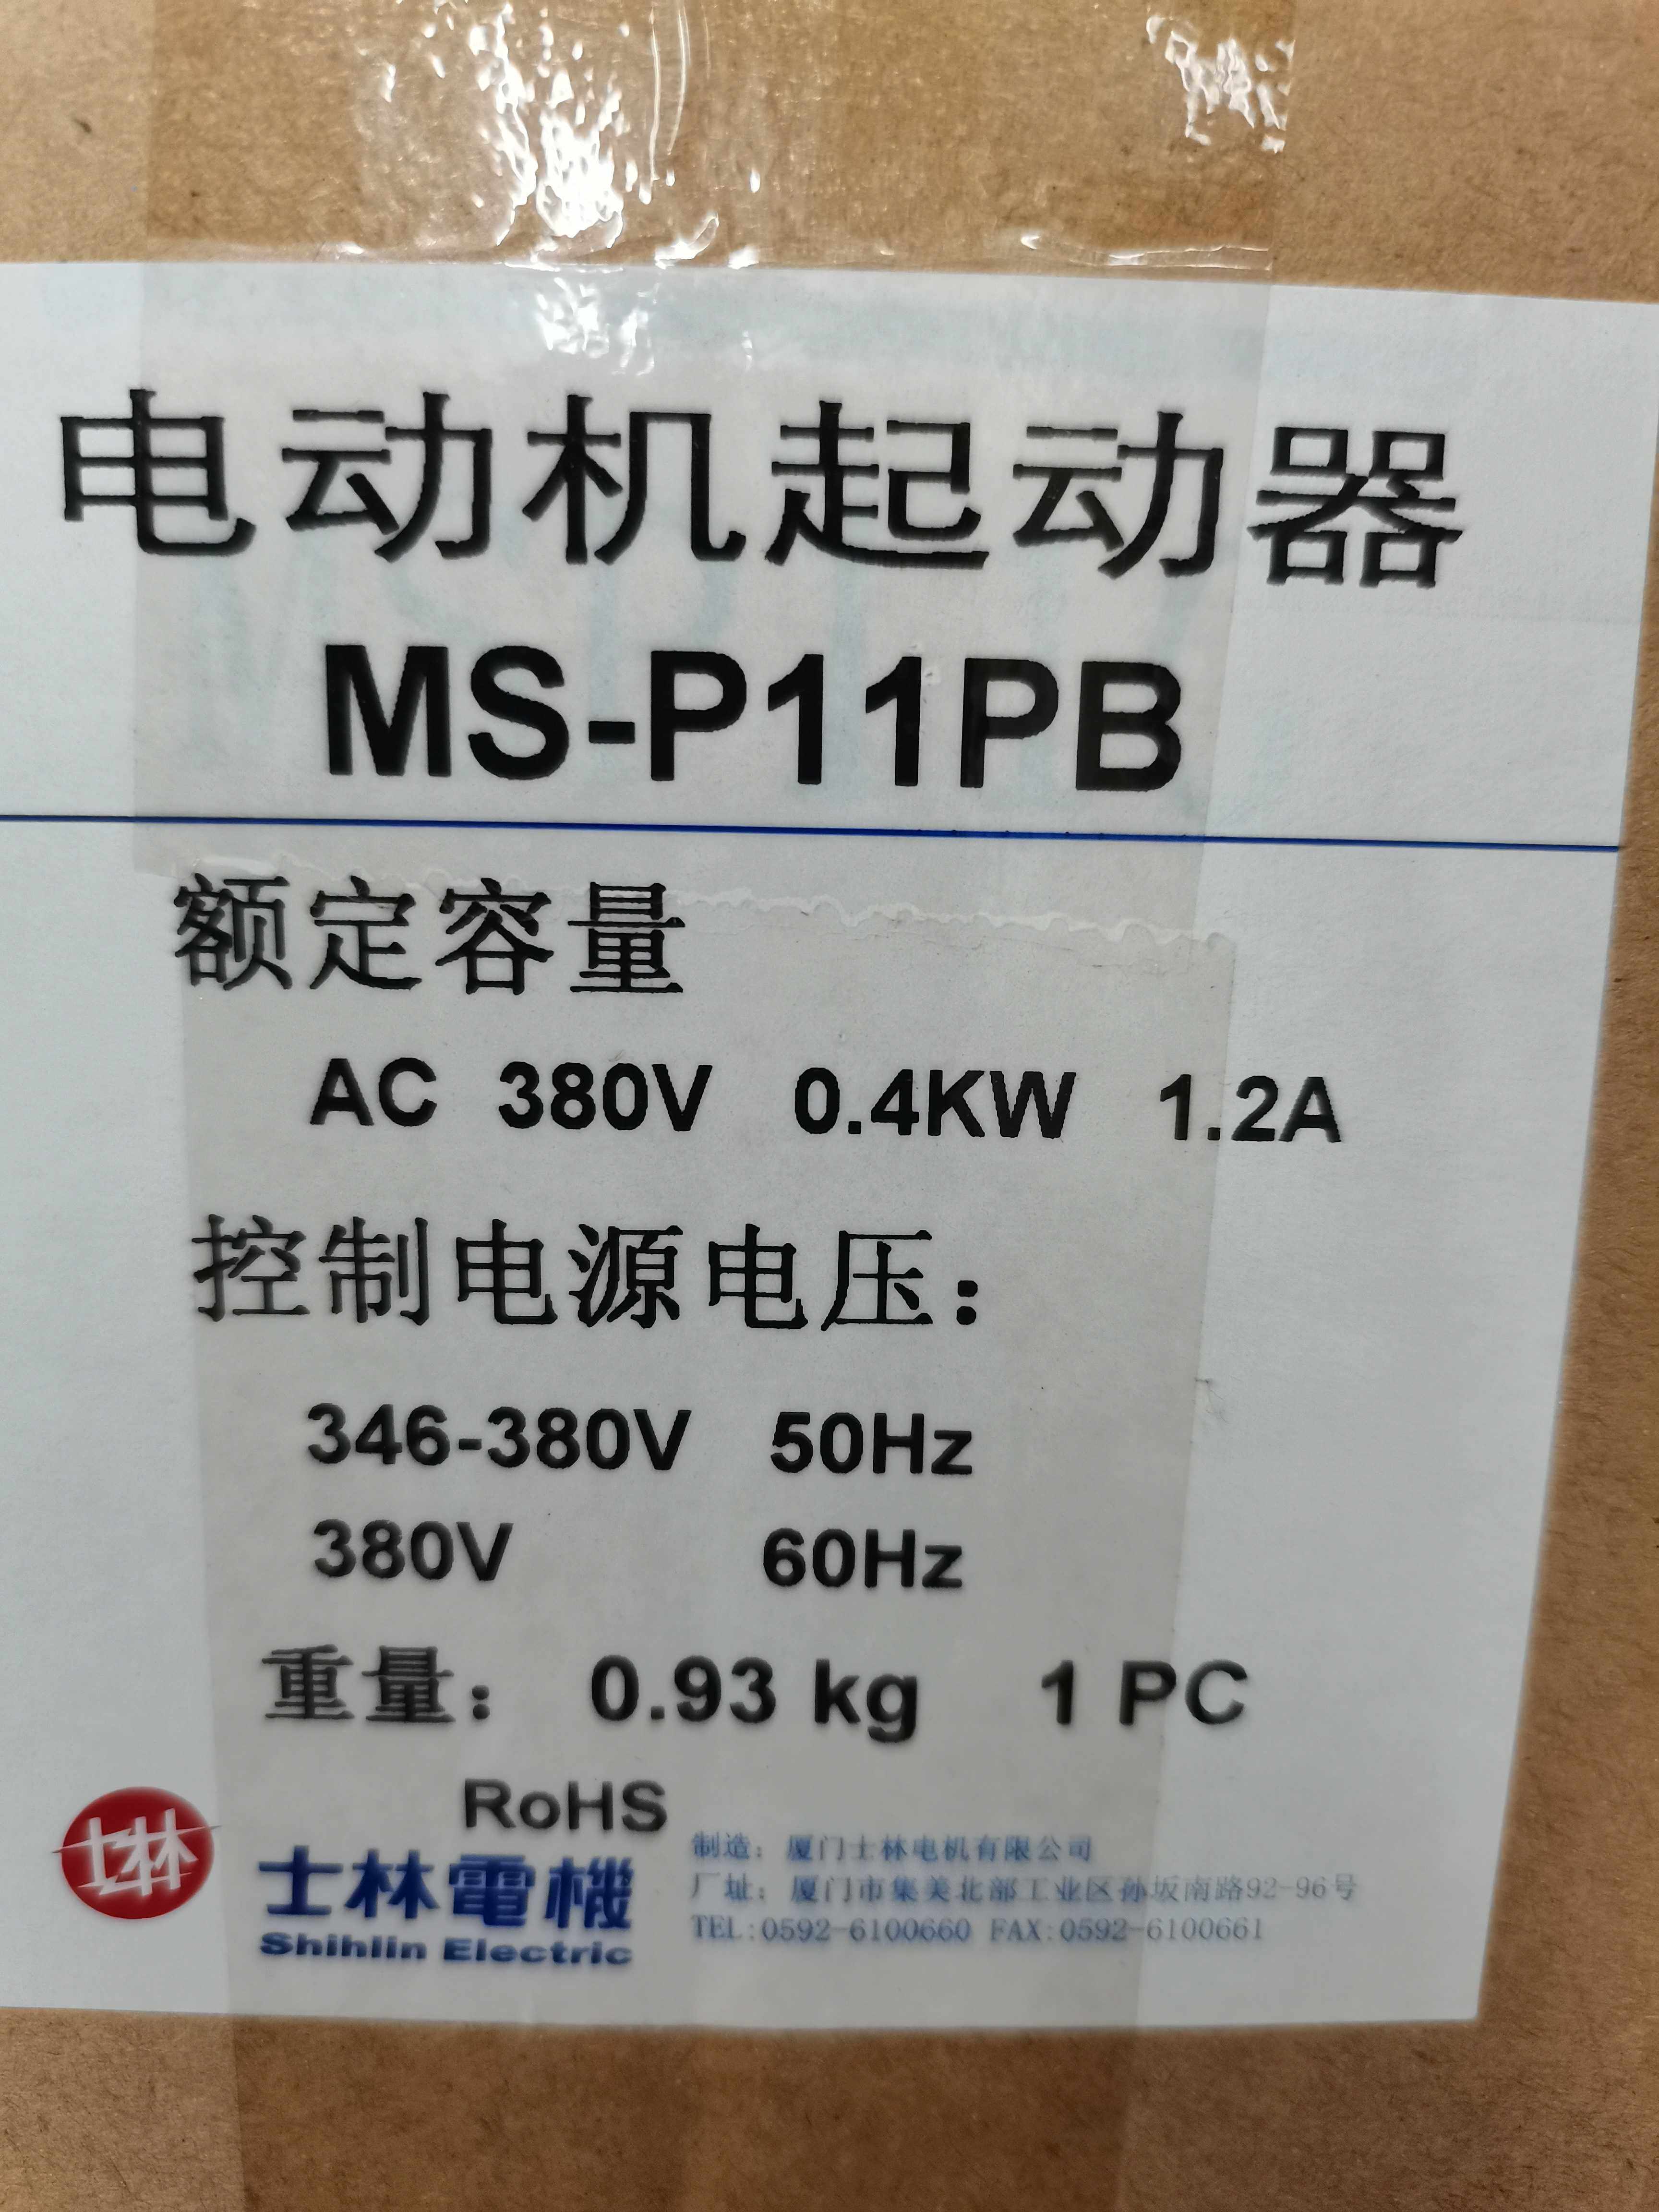 电动机起动器
MS-P11PB
额定容量
AC 380V 0.4KW 1.2A
控制电源电压：
346-380V 50Hz
380V 60Hz
重量： 0.93 kg 1 PC
RoHS
士林
士林電機
Shihlin Electric
制造：厦门士林电机有限公司
厂址：厦门市集美北部工业区孙坂南路92-96号
TEL:0592-6100660 FAX:0592-6100661